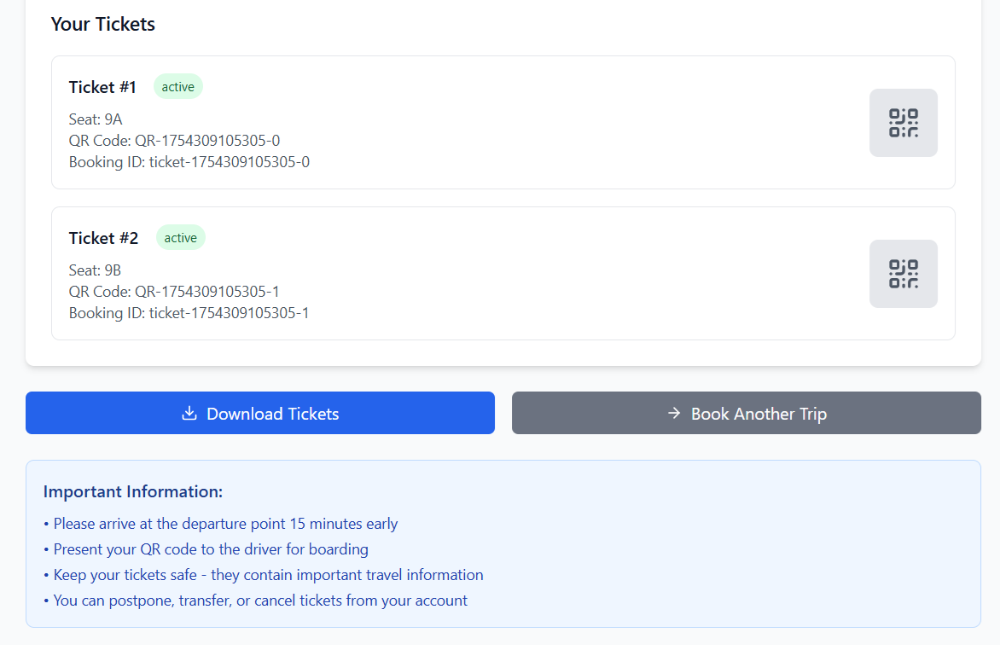 Your Tickets
Ticket #1 active
Seat: 9A
QR Code: QR-1754309105305-0
Booking ID: ticket-1754309105305-0
Ticket #2 active
Seat: 9B
QR Code: QR-1754309105305-1
Booking ID: ticket-1754309105305-1
Download Tickets
Book Another Trip
Important Information:
• Please arrive at the departure point 15 minutes early
• Present your QR code to the driver for boarding
• Keep your tickets safe - they contain important travel information
• You can postpone, transfer, or cancel tickets from your account